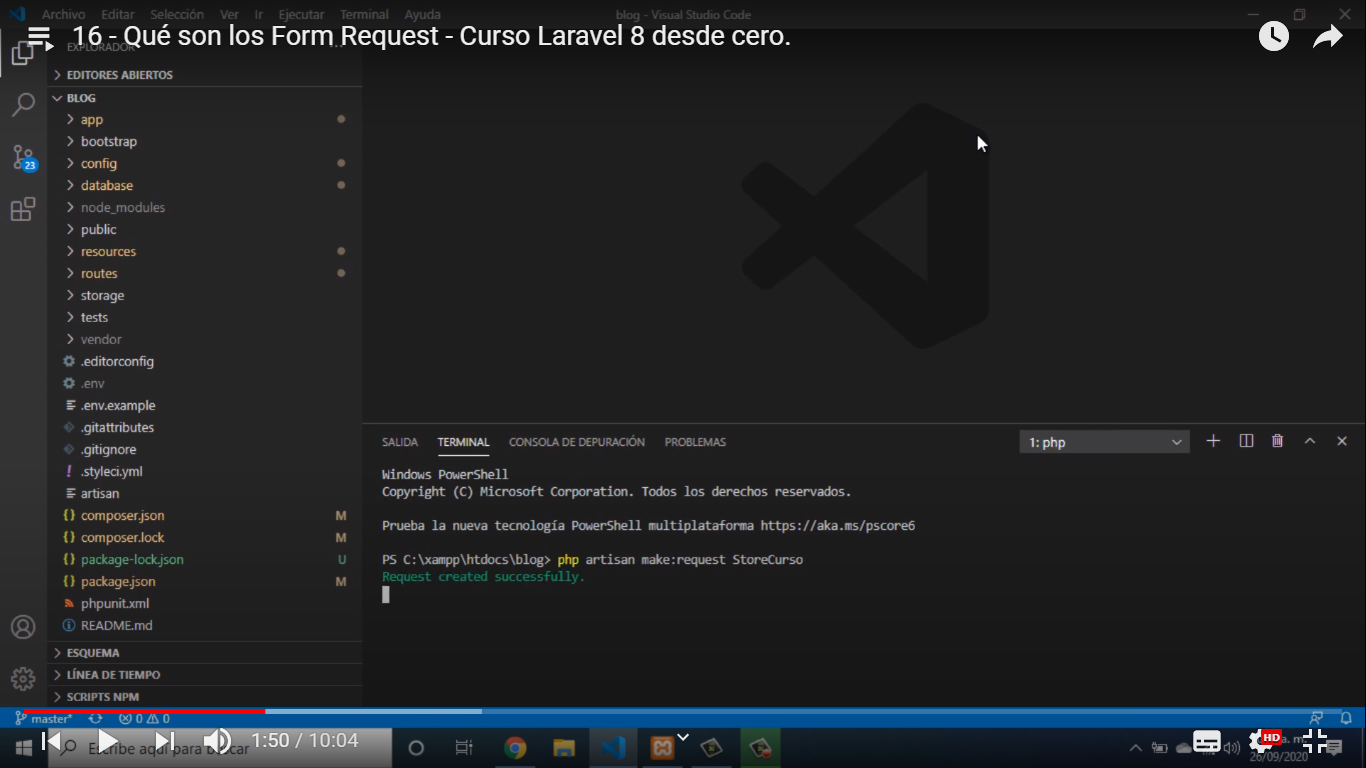 Archivo Editar Selección Ver Ir Ejecutar Terminal Ayuda blog - Visual Studio Code
16 - Qué son los Form Request - Curso Laravel 8 desde cero.
EXPLORADOR
EDITORES ABIERTOS
BLOG
app
bootstrap
config
database
node_modules
public
resources
routes
storage
tests
vendor
.editorconfig
.env
.env.example
.gitattributes
.gitignore
.styleci.yml
artisan
composer.json M
composer.lock M
package-lock.json U
package.json M
phpunit.xml
README.md
ESQUEMA
LÍNEA DE TIEMPO
SCRIPTS NPM
23
SALIDA TERMINAL CONSOLA DE DEPURACIÓN PROBLEMAS 1: php
Windows PowerShell
Copyright (C) Microsoft Corporation. Todos los derechos reservados.
Prueba la nueva tecnología PowerShell multiplataforma https://aka.ms/pscore6
PS C:\xampp\htdocs\blog> php artisan make:request StoreCurso
Request created successfully.
master* 0 0
Escribe aquí para buscar
1:50 / 10:04
HD
26/09/2020